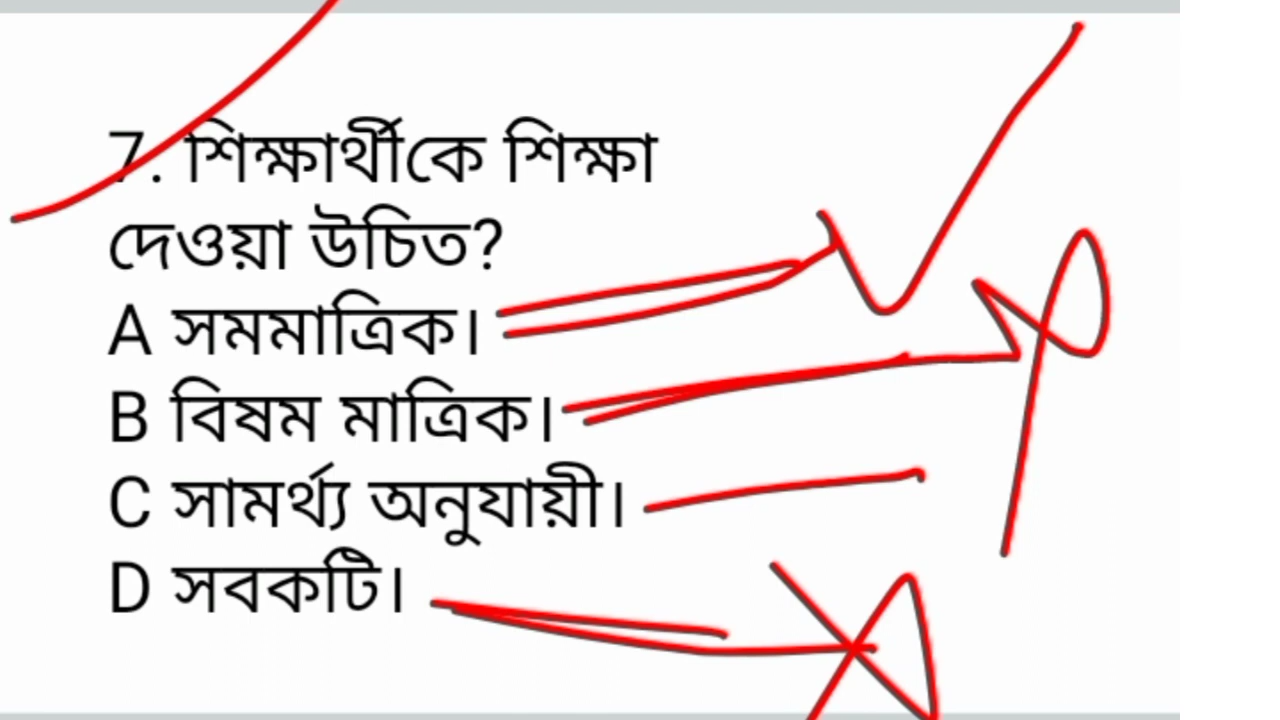 7. শিক্ষার্থীকে শিক্ষা
দেওয়া উচিত?
A সমমাত্রিক।
B বিষম মাত্রিক।
C সামর্থ্য অনুযায়ী।
D সবকটি।